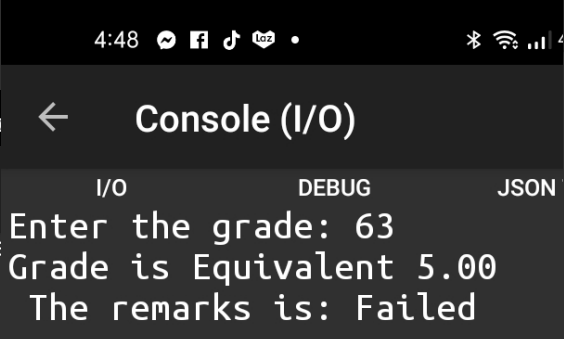 4:48
Console (I/O)
I/O DEBUG JSON
Enter the grade: 63
Grade is Equivalent 5.00
The remarks is: Failed